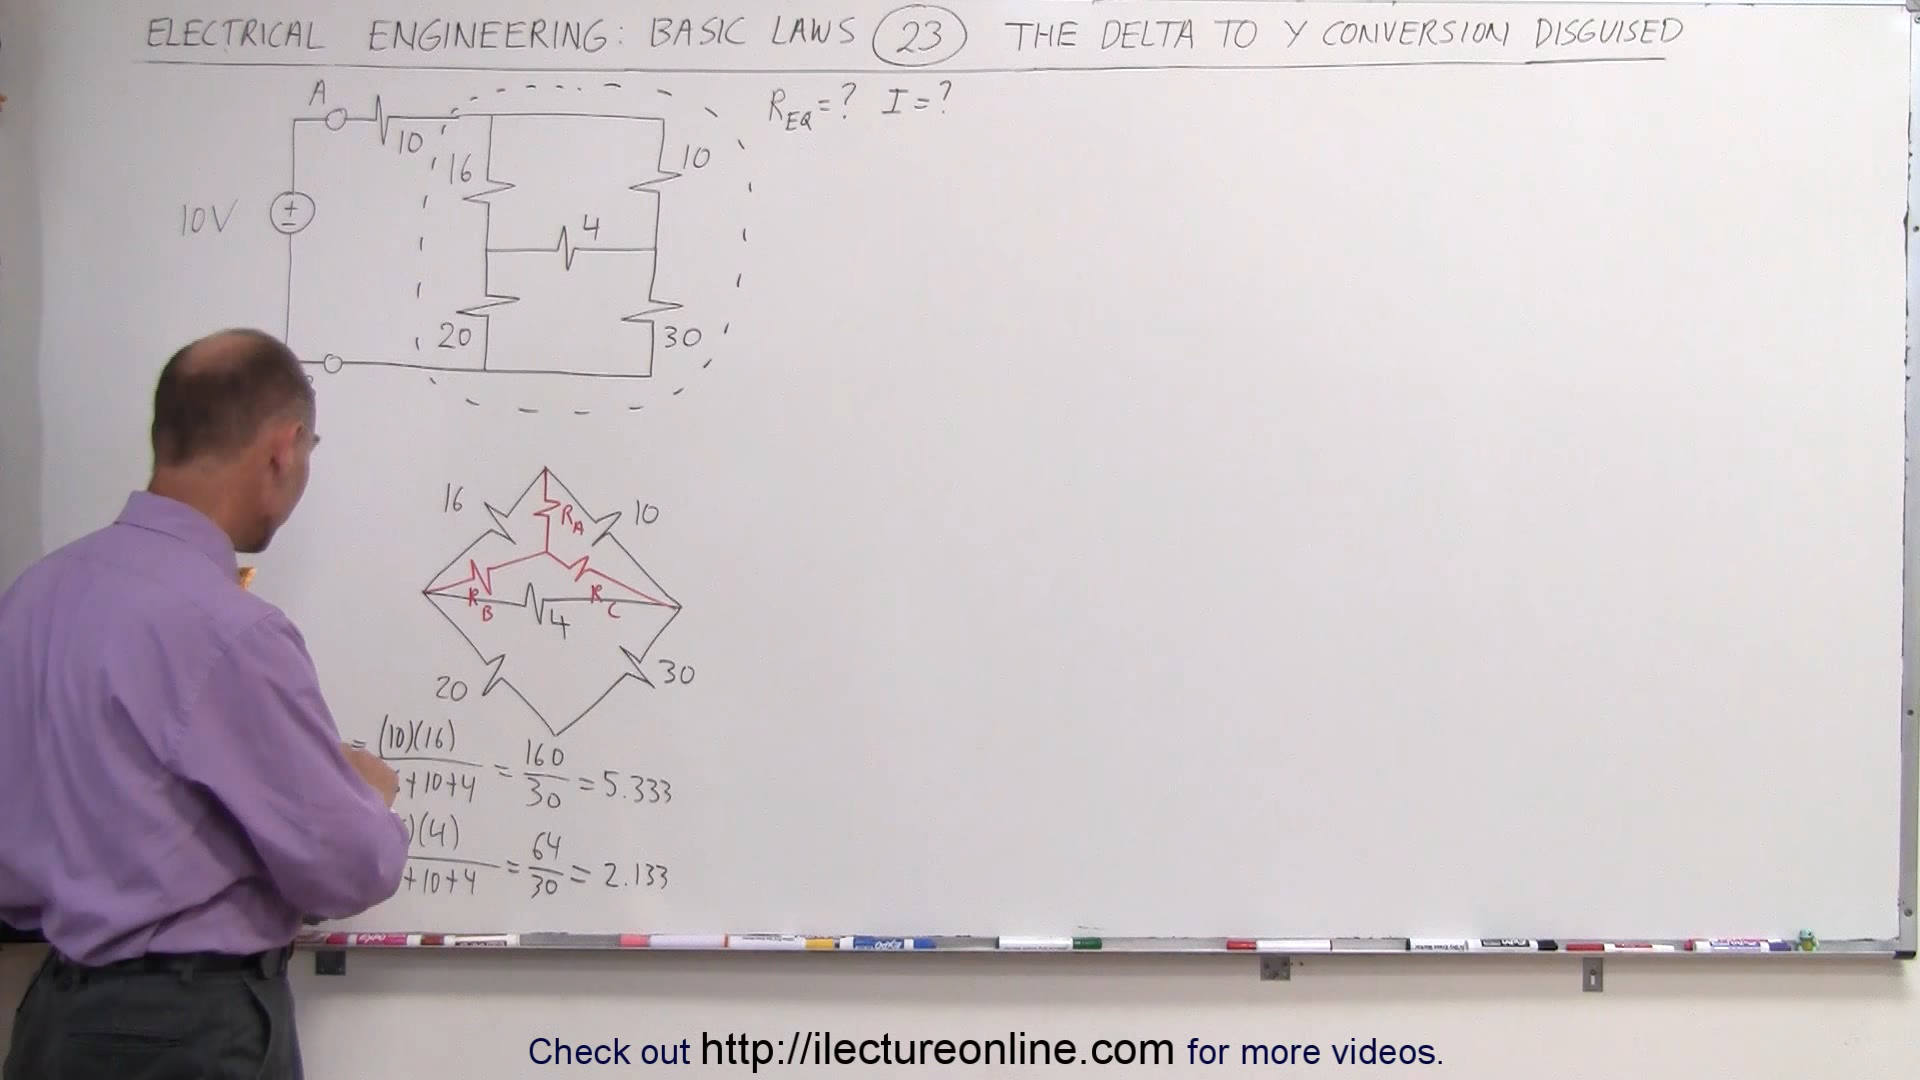 ELECTRICAL ENGINEERING: BASIC LAWS 23 THE DELTA TO Y CONVERSION DISGUISED
A
10
R_EQ = ? I = ?
16
10
10V
+
−
4
20
30
16
10
R_A
R_B
R_C
4
20
30
= (10)(16)
+10+4
= 160/30 = 5.333
)(4)
+10+4
= 64/30 = 2.133
EXPO
Check out http://ilectureonline.com for more videos.